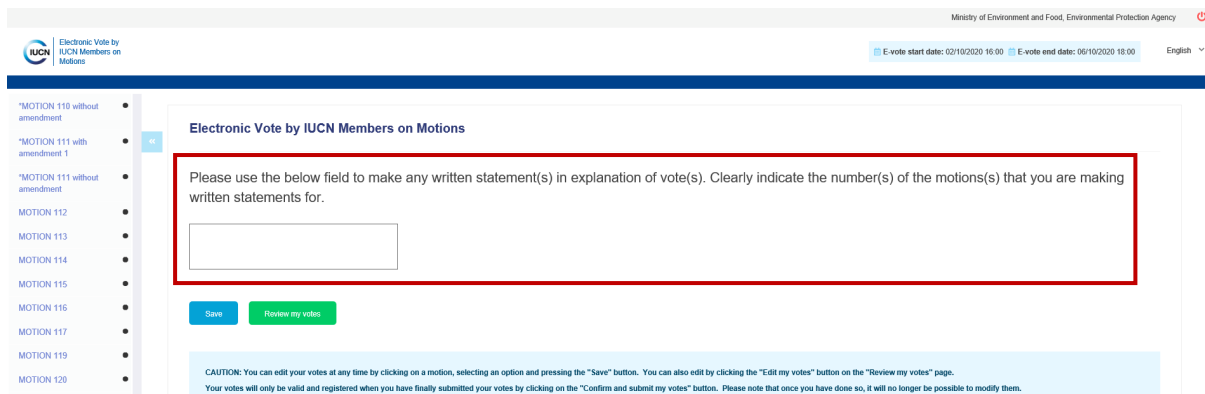 Ministry of Environment and Food, Environmental Protection Agency
IUCN
Electronic Vote by
IUCN Members on
Motions
E-vote start date: 02/10/2020 16:00 E-vote end date: 06/10/2020 18:00
English
*MOTION 110 without
amendment
*MOTION 111 with
amendment 1
*MOTION 111 without
amendment
MOTION 112
MOTION 113
MOTION 114
MOTION 115
MOTION 116
MOTION 117
MOTION 119
MOTION 120
«
Electronic Vote by IUCN Members on Motions
Please use the below field to make any written statement(s) in explanation of vote(s). Clearly indicate the number(s) of the motions(s) that you are making
written statements for.
Save Review my votes
CAUTION: You can edit your votes at any time by clicking on a motion, selecting an option and pressing the "Save" button. You can also edit by clicking the "Edit my votes" button on the "Review my votes" page.
Your votes will only be valid and registered when you have finally submitted your votes by clicking on the "Confirm and submit my votes" button. Please note that once you have done so, it will no longer be possible to modify them.